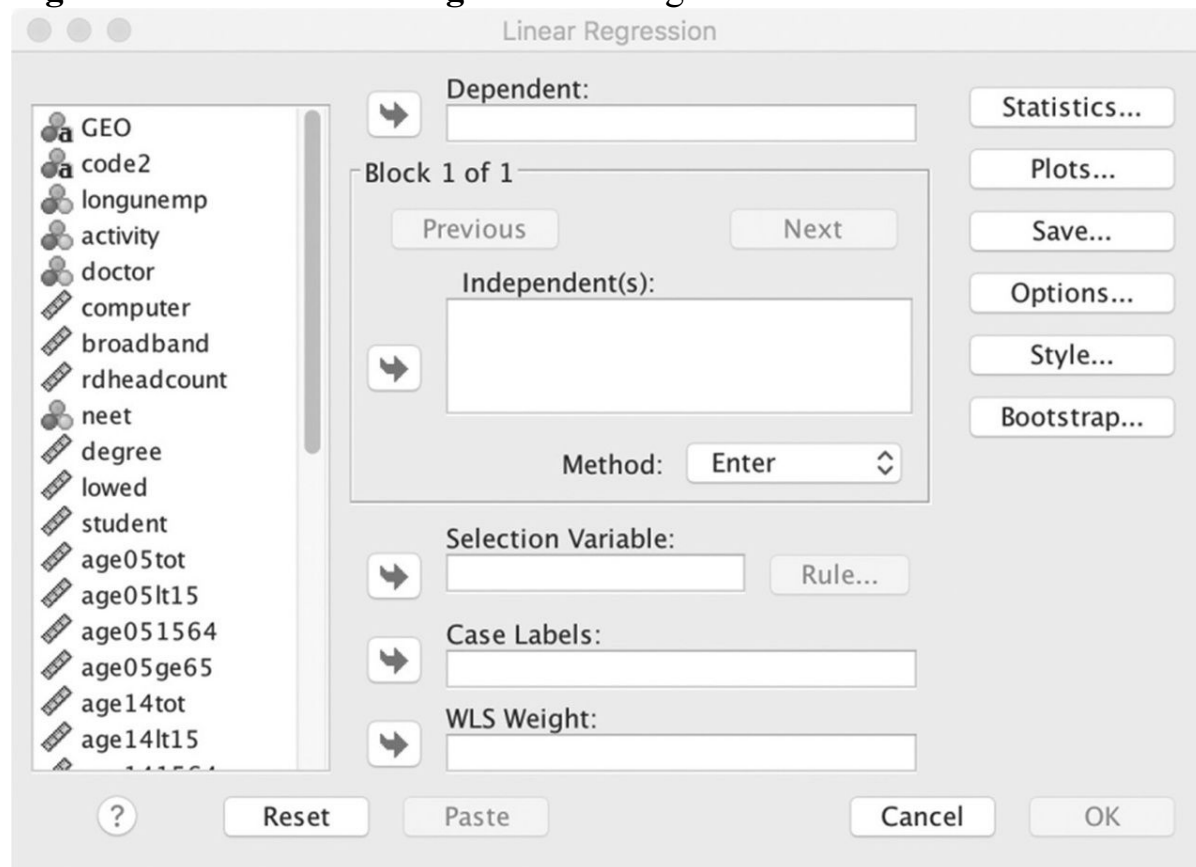 Linear Regression
GEO
code2
longunemp
activity
doctor
computer
broadband
rdheadcount
neet
degree
lowed
student
age05tot
age05lt15
age051564
age05ge65
age14tot
age14lt15
Dependent:
Block 1 of 1
Previous
Next
Independent(s):
Method:
Enter
Selection Variable:
Rule...
Case Labels:
WLS Weight:
Statistics...
Plots...
Save...
Options...
Style...
Bootstrap...
?
Reset
Paste
Cancel
OK